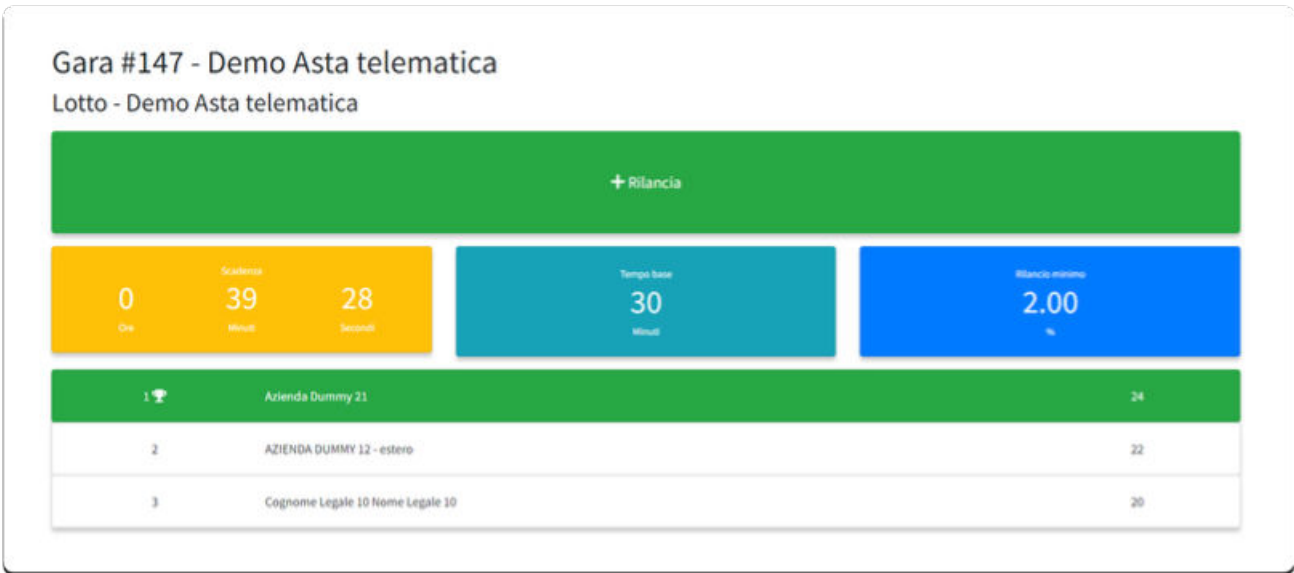 Gara #147 - Demo Asta telematica
Lotto - Demo Asta telematica
+ Rilancia
Scadenza
0 39 28
Ore Minuti Secondi
Tempo base
30
Minuti
Rilancio minimo
2.00
%
1 Azienda Dummy 21 24
2 AZIENDA DUMMY 12 - estero 22
3 Cognome Legale 10 Nome Legale 10 20